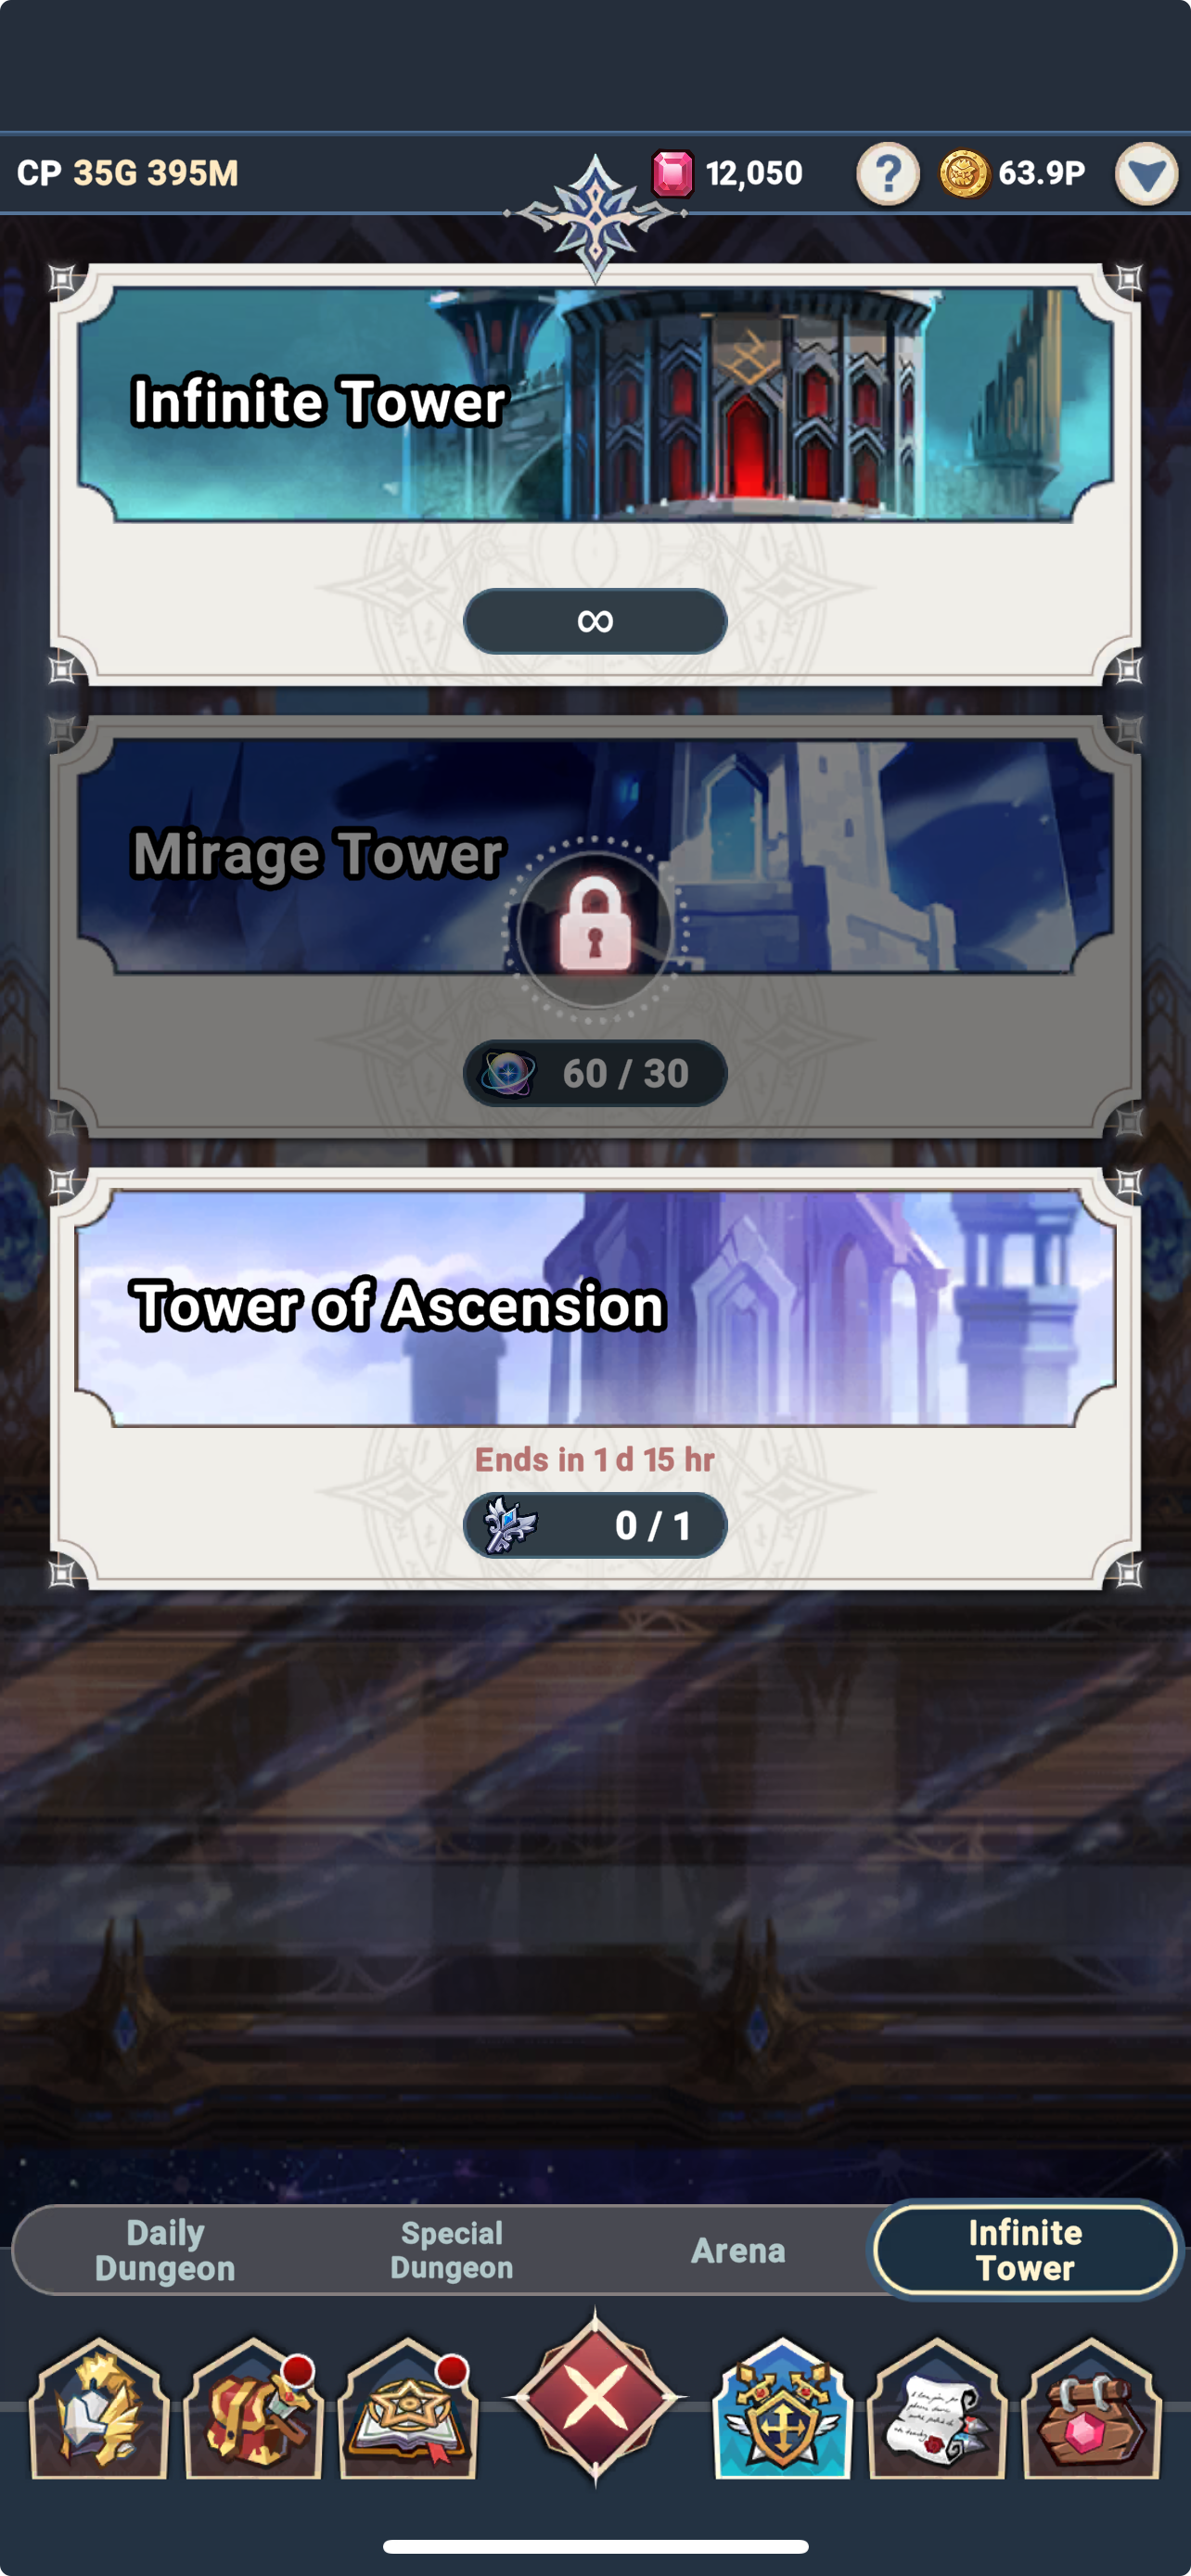 CP 35G 395M
12,050
?
63.9P
Infinite Tower
∞
Mirage Tower
60 / 30
Tower of Ascension
Ends in 1 d 15 hr
0 / 1
Daily
Dungeon
Special
Dungeon
Arena
Infinite
Tower